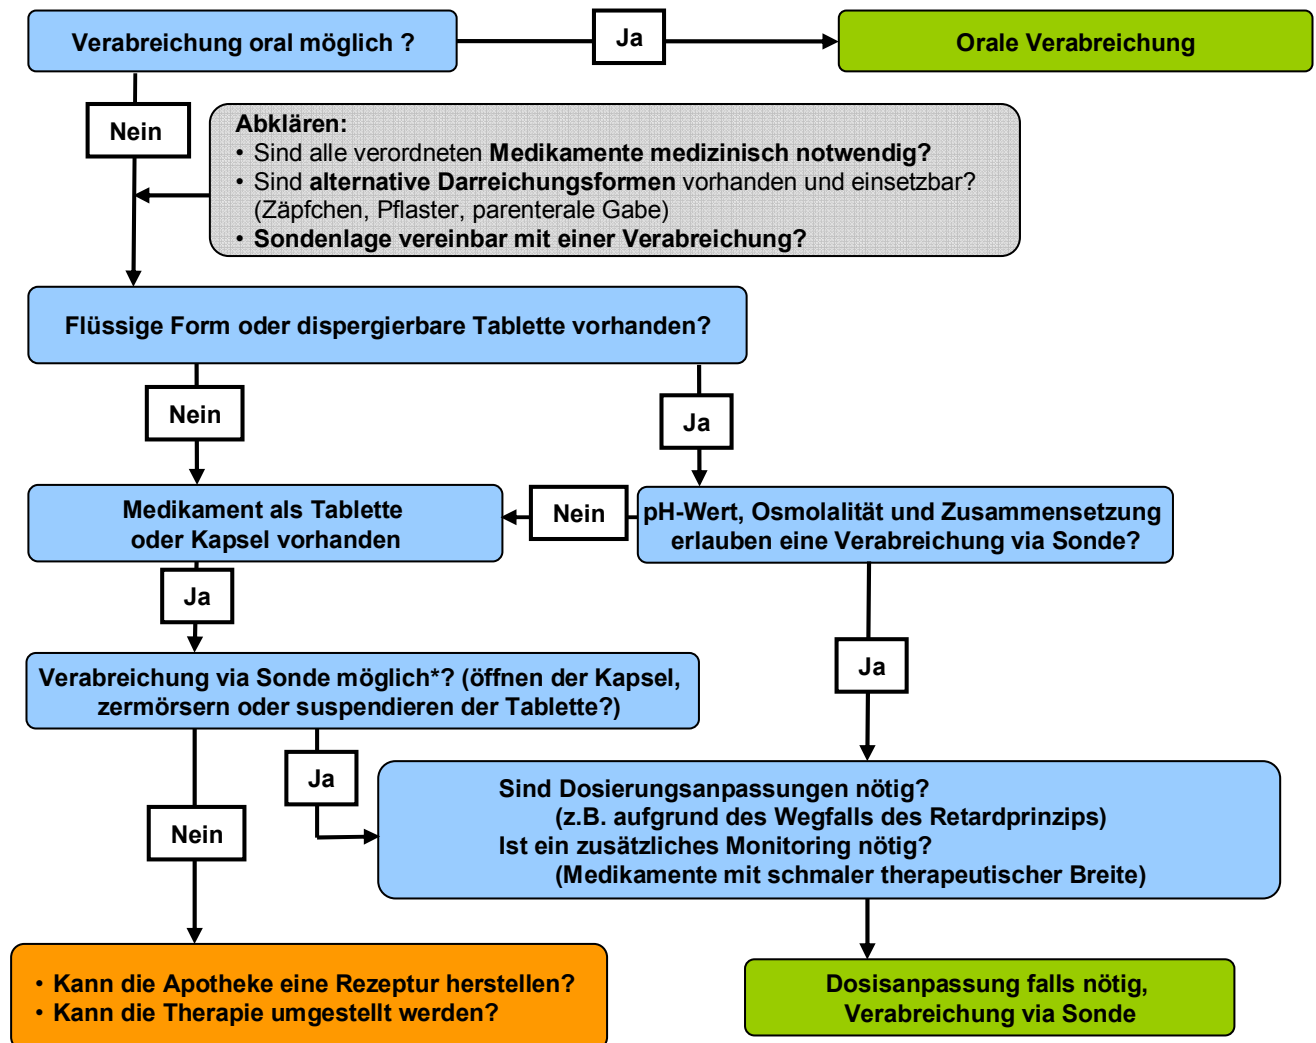 Verabreichung oral möglich ?
Ja
Orale Verabreichung
Nein
Abklären:
• Sind alle verordneten Medikamente medizinisch notwendig?
• Sind alternative Darreichungsformen vorhanden und einsetzbar?
(Zäpfchen, Pflaster, parenterale Gabe)
• Sondenlage vereinbar mit einer Verabreichung?
Flüssige Form oder dispergierbare Tablette vorhanden?
Nein
Ja
Medikament als Tablette
oder Kapsel vorhanden
Nein
pH-Wert, Osmolalität und Zusammensetzung
erlauben eine Verabreichung via Sonde?
Ja
Ja
Verabreichung via Sonde möglich*? (öffnen der Kapsel,
zermörsern oder suspendieren der Tablette?)
Ja
Nein
Sind Dosierungsanpassungen nötig?
(z.B. aufgrund des Wegfalls des Retardprinzips)
Ist ein zusätzliches Monitoring nötig?
(Medikamente mit schmaler therapeutischer Breite)
• Kann die Apotheke eine Rezeptur herstellen?
• Kann die Therapie umgestellt werden?
Dosisanpassung falls nötig,
Verabreichung via Sonde